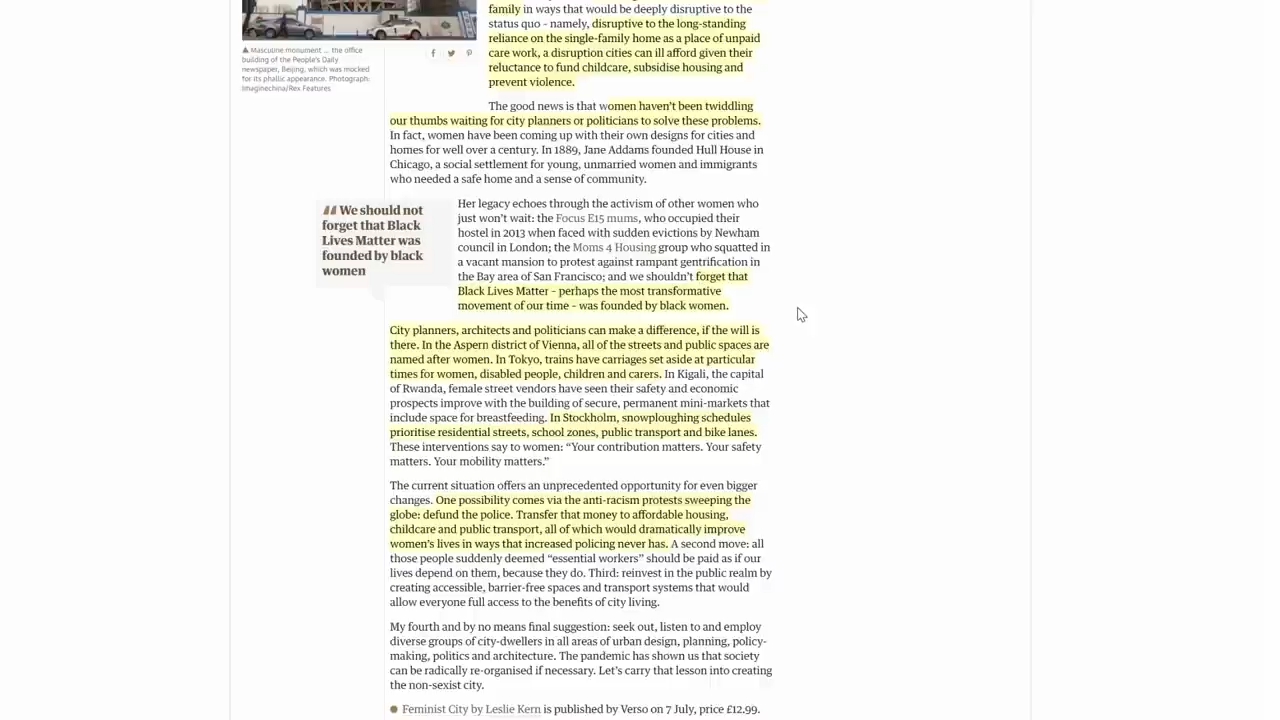 family in ways that would be deeply disruptive to the
status quo – namely, disruptive to the long-standing
reliance on the single-family home as a place of unpaid
care work, a disruption cities can ill afford given their
reluctance to fund childcare, subsidise housing and
prevent violence.
▲ Masculine monument … the office
building of the People's Daily
newspaper, Beijing, which was mocked
for its phallic appearance. Photograph:
Imaginechina/Rex Features
The good news is that women haven't been twiddling
our thumbs waiting for city planners or politicians to solve these problems.
In fact, women have been coming up with their own designs for cities and
homes for well over a century. In 1889, Jane Addams founded Hull House in
Chicago, a social settlement for young, unmarried women and immigrants
who needed a safe home and a sense of community.
We should not
forget that Black
Lives Matter was
founded by black
women
Her legacy echoes through the activism of other women who
just won't wait: the Focus E15 mums, who occupied their
hostel in 2013 when faced with sudden evictions by Newham
council in London; the Moms 4 Housing group who squatted in
a vacant mansion to protest against rampant gentrification in
the Bay area of San Francisco; and we shouldn't forget that
Black Lives Matter – perhaps the most transformative
movement of our time – was founded by black women.
City planners, architects and politicians can make a difference, if the will is
there. In the Aspern district of Vienna, all of the streets and public spaces are
named after women. In Tokyo, trains have carriages set aside at particular
times for women, disabled people, children and carers. In Kigali, the capital
of Rwanda, female street vendors have seen their safety and economic
prospects improve with the building of secure, permanent mini-markets that
include space for breastfeeding. In Stockholm, snowploughing schedules
prioritise residential streets, school zones, public transport and bike lanes.
These interventions say to women: "Your contribution matters. Your safety
matters. Your mobility matters."
The current situation offers an unprecedented opportunity for even bigger
changes. One possibility comes via the anti-racism protests sweeping the
globe: defund the police. Transfer that money to affordable housing,
childcare and public transport, all of which would dramatically improve
women's lives in ways that increased policing never has. A second move: all
those people suddenly deemed "essential workers" should be paid as if our
lives depend on them, because they do. Third: reinvest in the public realm by
creating accessible, barrier-free spaces and transport systems that would
allow everyone full access to the benefits of city living.
My fourth and by no means final suggestion: seek out, listen to and employ
diverse groups of city-dwellers in all areas of urban design, planning, policy-
making, politics and architecture. The pandemic has shown us that society
can be radically re-organised if necessary. Let's carry that lesson into creating
the non-sexist city.
Feminist City by Leslie Kern is published by Verso on 7 July, price £12.99.